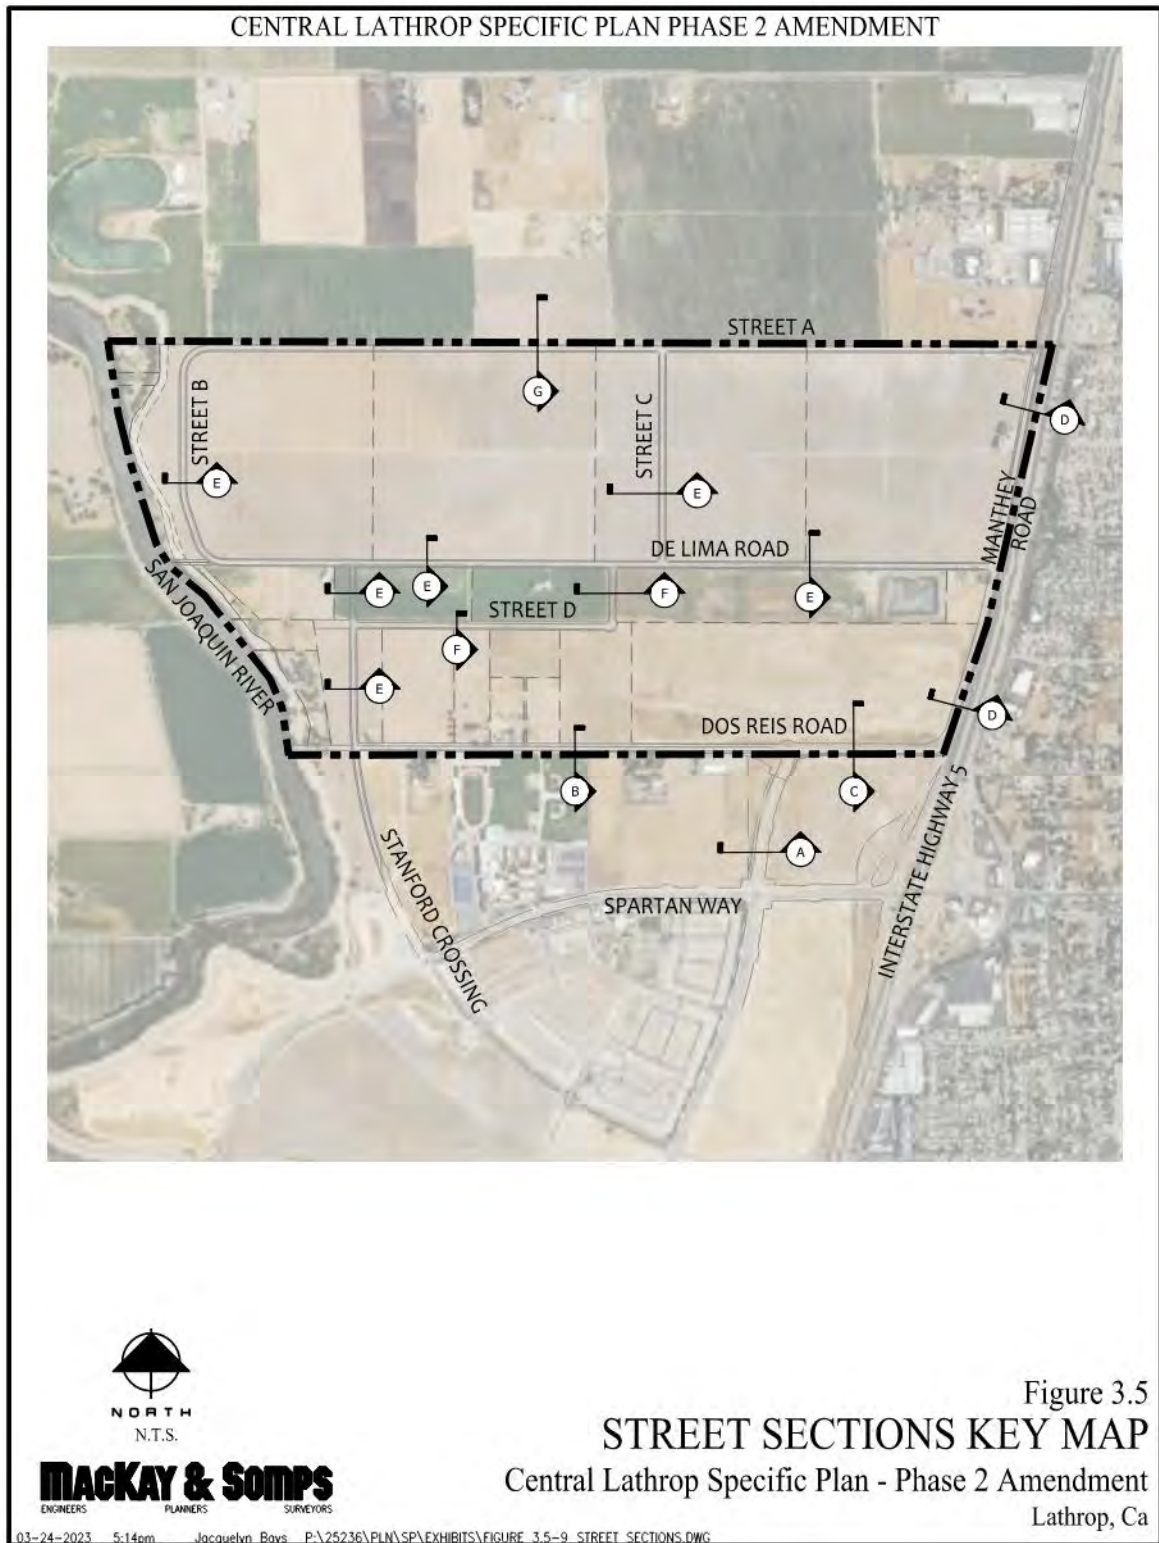 CENTRAL LATHROP SPECIFIC PLAN PHASE 2 AMENDMENT
STREET A
G
STREET B
STREET C
D
E
E
MANTHEY
ROAD
DE LIMA ROAD
SAN JOAQUIN RIVER
E
E
F
E
STREET D
F
E
D
DOS REIS ROAD
B
C
A
INTERSTATE HIGHWAY 5
STANFORD CROSSING
SPARTAN WAY
NORTH
N.T.S.
Figure 3.5
STREET SECTIONS KEY MAP
Central Lathrop Specific Plan - Phase 2 Amendment
Lathrop, Ca
MACKAY & SOMPS
ENGINEERS PLANNERS SURVEYORS
03-24-2023 5:14pm Jacquelyn Bays P:\25236\PLN\SP\EXHIBITS\FIGURE 3.5-9 STREET SECTIONS.DWG